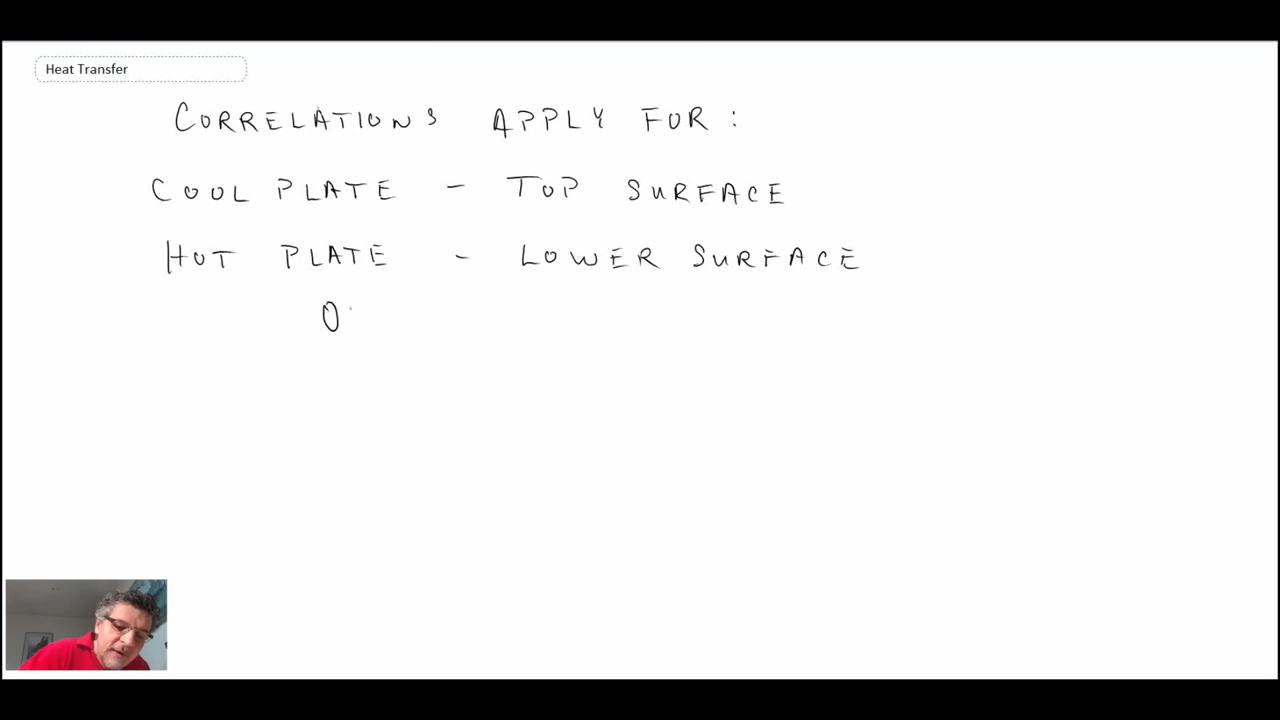 Heat Transfer
CORRELATIONS APPLY FOR:
COOL PLATE - TOP SURFACE
HOT PLATE - LOWER SURFACE
O